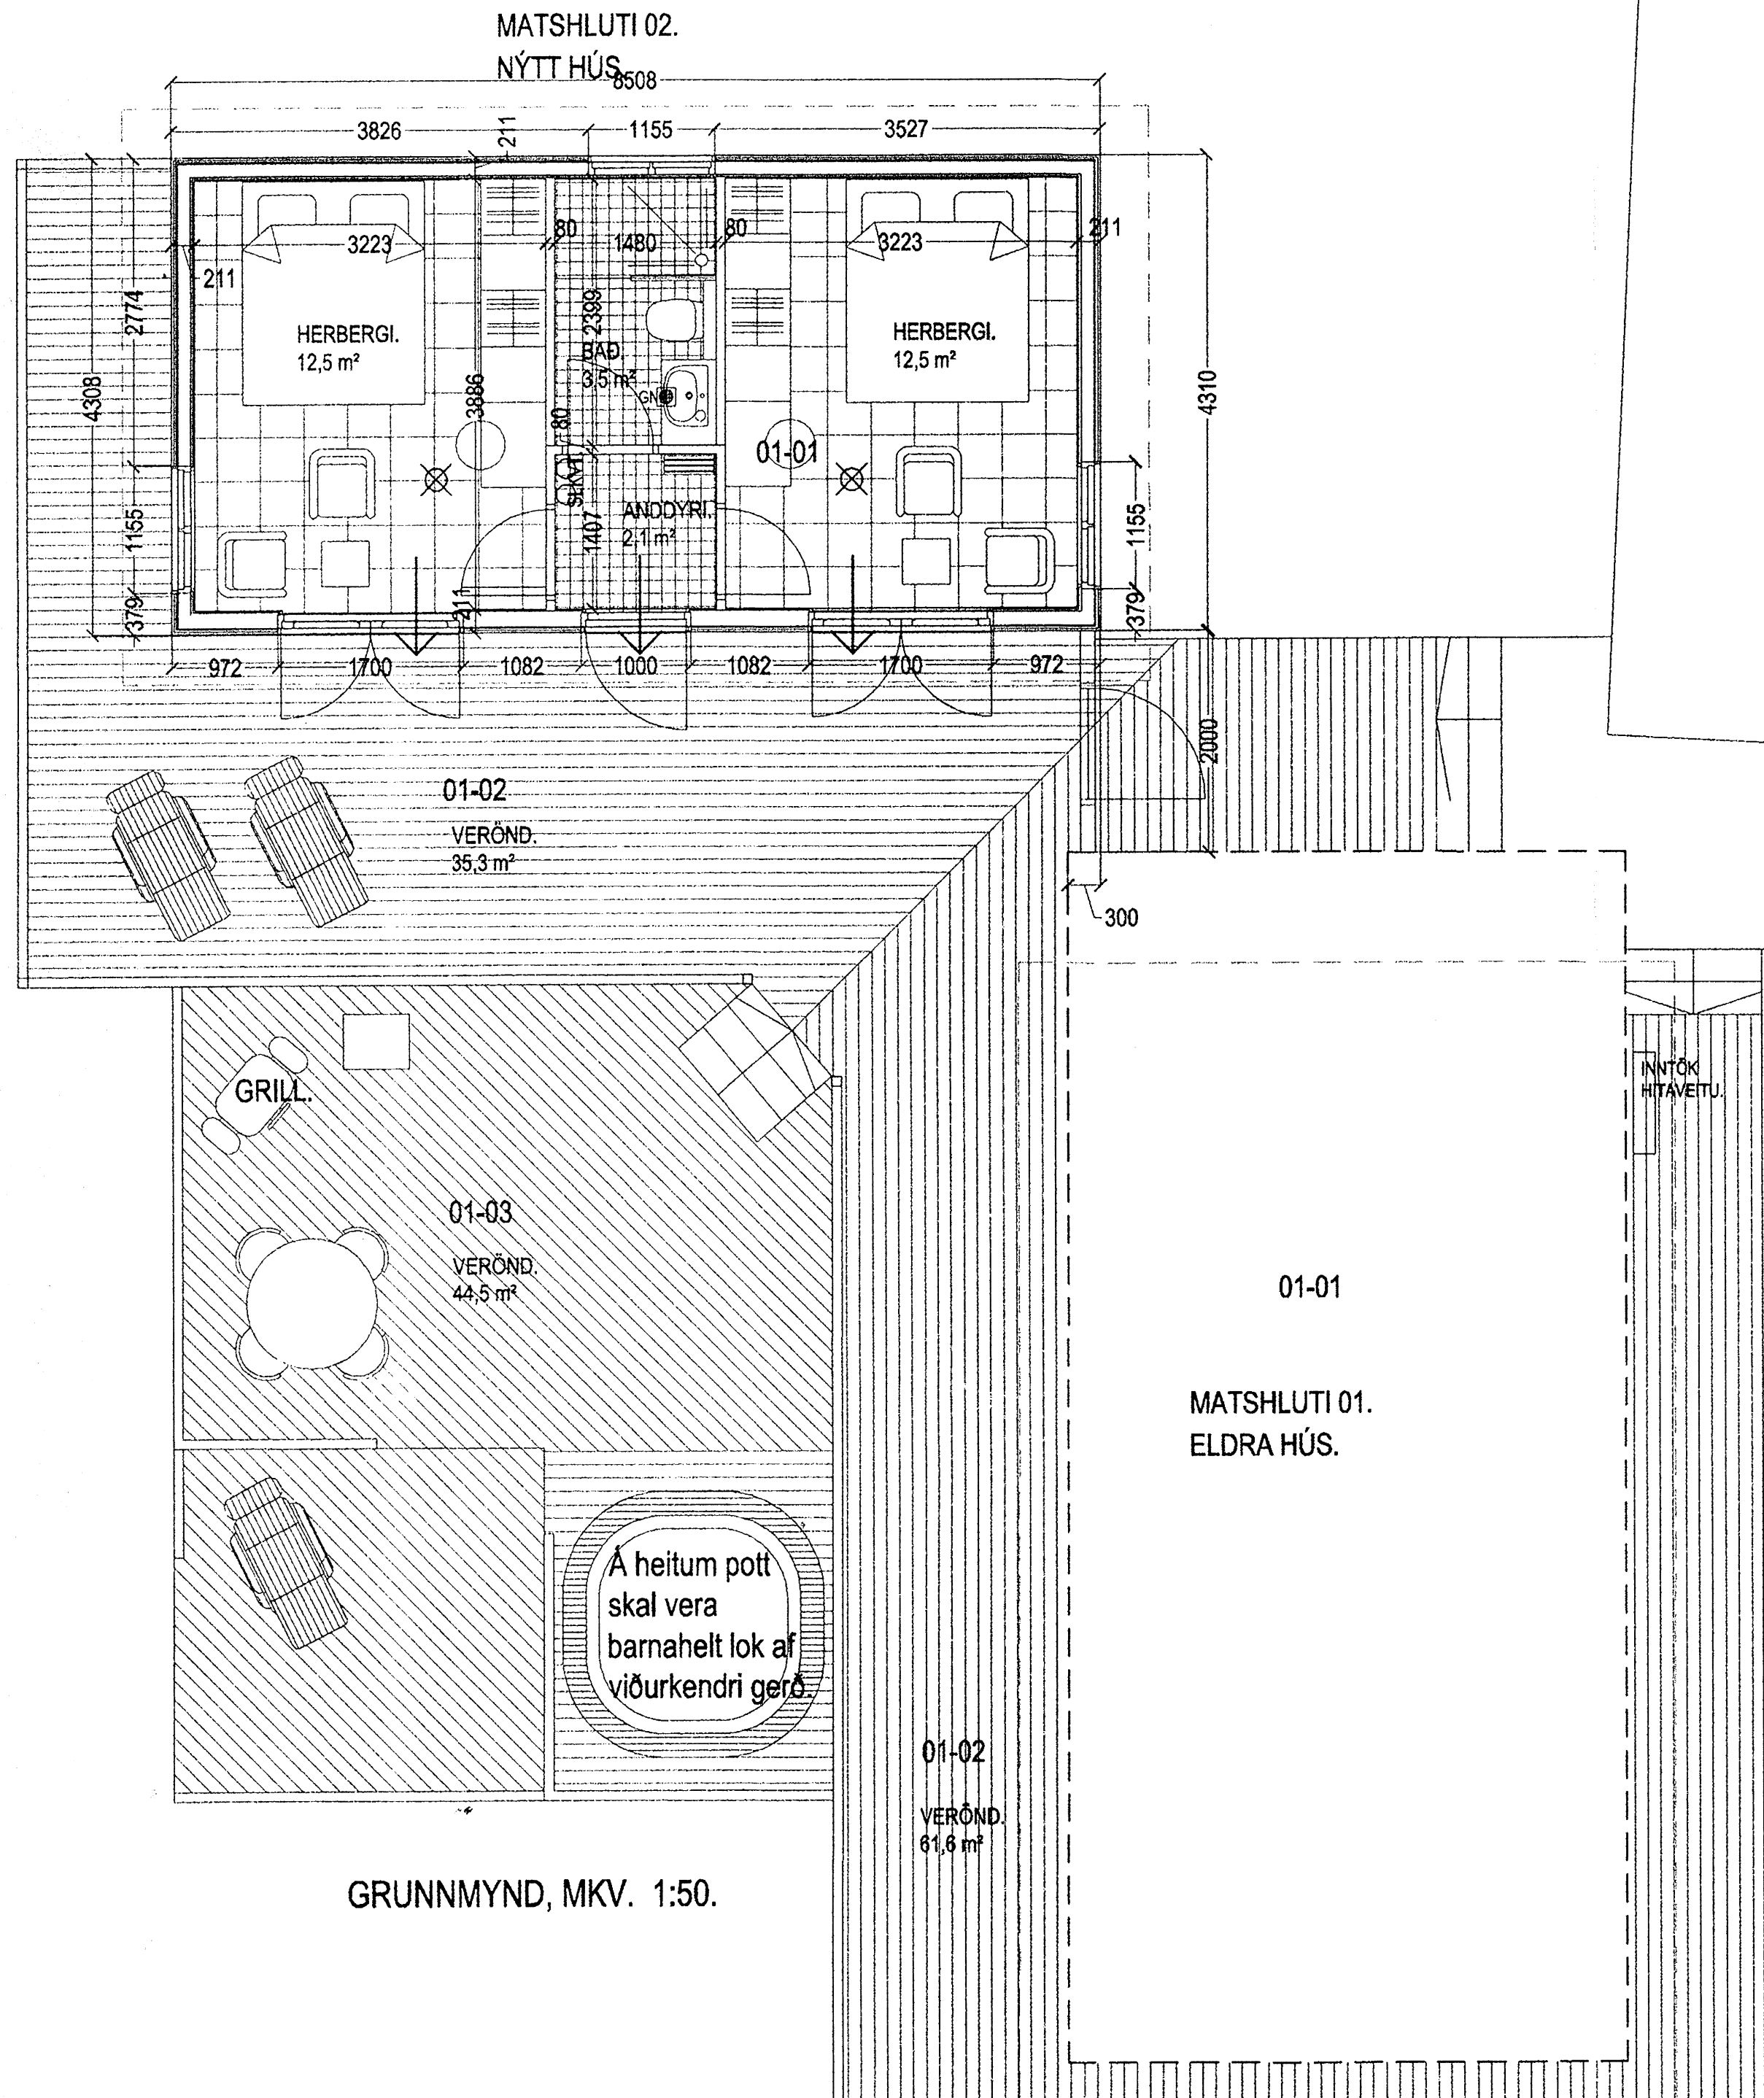 MATSHLUTI 02.
NÝTT HÚS.
8508
3826
211
1155
3527
80
1480
80
211
3223
3223
211
2774
HERBERGI.
12,5 m²
2399
BAÐ.
3,5 m²
HERBERGI.
12,5 m²
4308
3886
GN
4310
80
01-01
SLKVT.
ANDDYRI.
2,1 m²
1407
1155
1155
379
211
379
972
1700
1082
1000
1082
1700
972
2000
01-02
VERÖND.
35,3 m²
300
GRILL.
INNTÖK
HITAVEITU.
01-03
VERÖND.
44,5 m²
01-01
MATSHLUTI 01.
ELDRA HÚS.
Á heitum pott
skal vera
barnahelt lok af
viðurkendri gerð.
01-02
VERÖND.
61,6 m²
GRUNNMYND, MKV. 1:50.